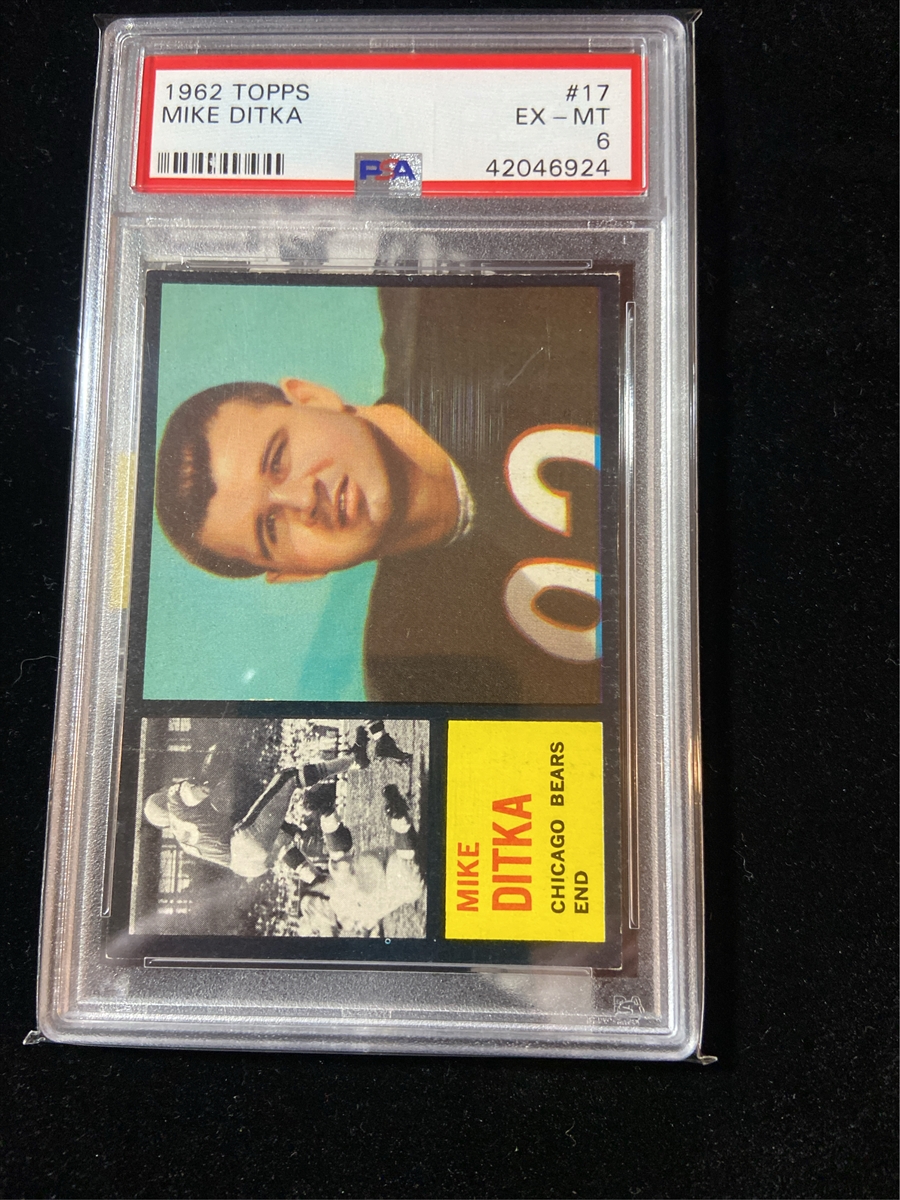 1962 TOPPS #17
MIKE DITKA EX - MT
6
PSA 42046924
MIKE
DITKA
CHICAGO BEARS
END